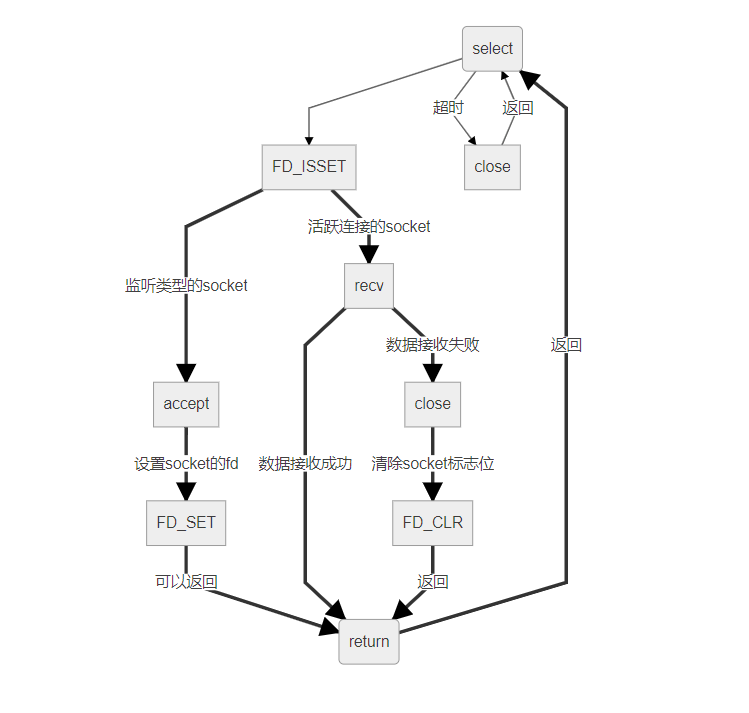 select
超时
返回
FD_ISSET
close
活跃连接的socket
监听类型的socket
recv
数据接收失败
返回
accept
close
设置socket的fd
数据接收成功
清除socket标志位
FD_SET
FD_CLR
可以返回
返回
return